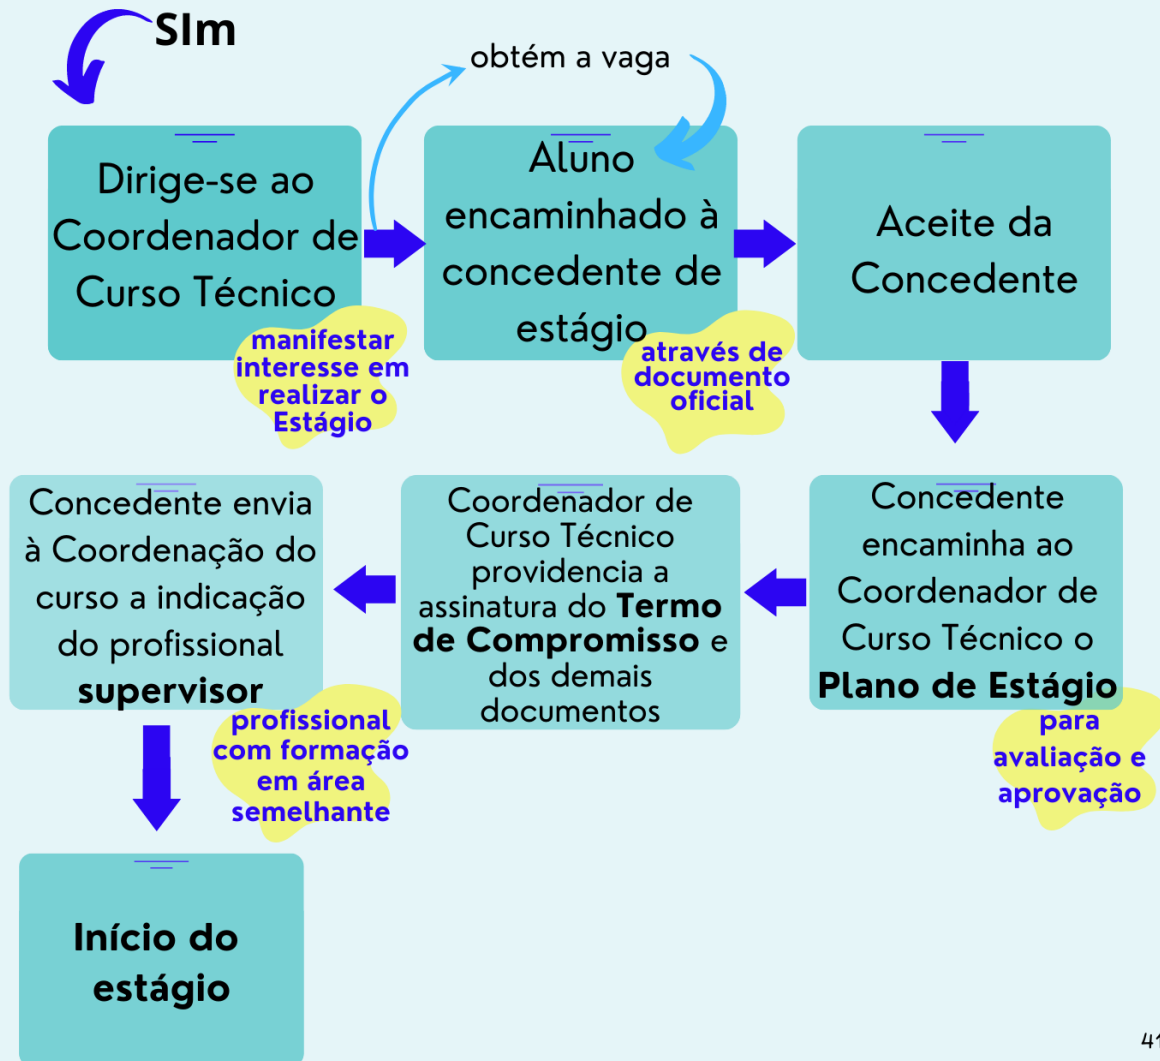 SIm
obtém a vaga
Dirige-se ao
Coordenador de
Curso Técnico
manifestar
interesse em
realizar o
Estágio
Aluno
encaminhado à
concedente de
estágio
através de
documento
oficial
Aceite da
Concedente
Concedente
encaminha ao
Coordenador de
Curso Técnico o
Plano de Estágio
para
avaliação e
aprovação
Coordenador de
Curso Técnico
providencia a
assinatura do Termo
de Compromisso e
dos demais
documentos
Concedente envia
à Coordenação do
curso a indicação
do profissional
supervisor
profissional
com formação
em área
semelhante
Início do
estágio
41